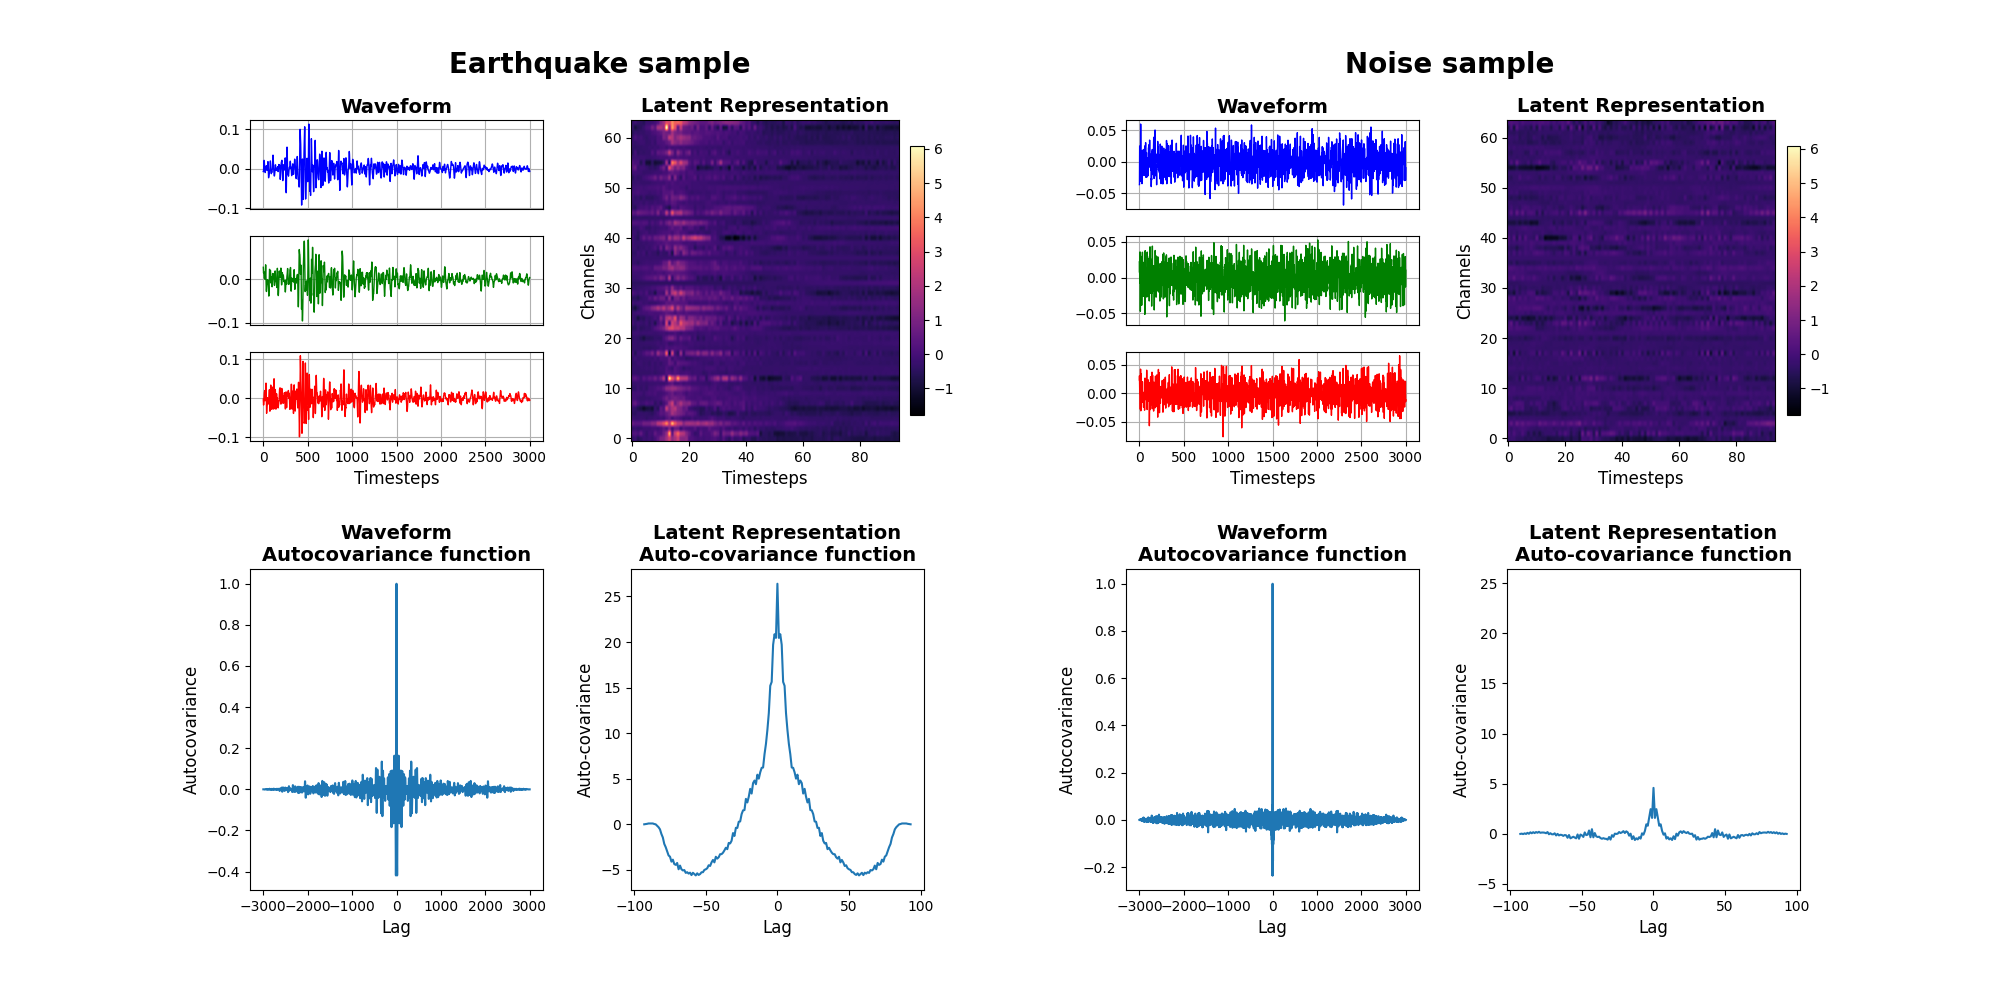 Earthquake sample
Noise sample
Waveform
Latent Representation
Waveform
Latent Representation
0.1
0.0
−0.1
0.0
−0.1
0.1
0.0
−0.1
0 500 1000 1500 2000 2500 3000
Timesteps
Channels
60
50
40
30
20
10
0
0 20 40 60 80
Timesteps
6
5
4
3
2
1
0
−1
0.05
0.00
−0.05
0.05
0.00
−0.05
0.05
0.00
−0.05
0 500 1000 1500 2000 2500 3000
Timesteps
Channels
60
50
40
30
20
10
0
0 20 40 60 80
Timesteps
6
5
4
3
2
1
0
−1
Waveform
Autocovariance function
Autocovariance
1.0
0.8
0.6
0.4
0.2
0.0
−0.2
−0.4
−3000 −2000 −1000 0 1000 2000 3000
Lag
Latent Representation
Auto-covariance function
Auto-covariance
25
20
15
10
5
0
−5
−100 −50 0 50 100
Lag
Waveform
Autocovariance function
Autocovariance
1.0
0.8
0.6
0.4
0.2
0.0
−0.2
−3000 −2000 −1000 0 1000 2000 3000
Lag
Latent Representation
Auto-covariance function
Auto-covariance
25
20
15
10
5
0
−5
−100 −50 0 50 100
Lag